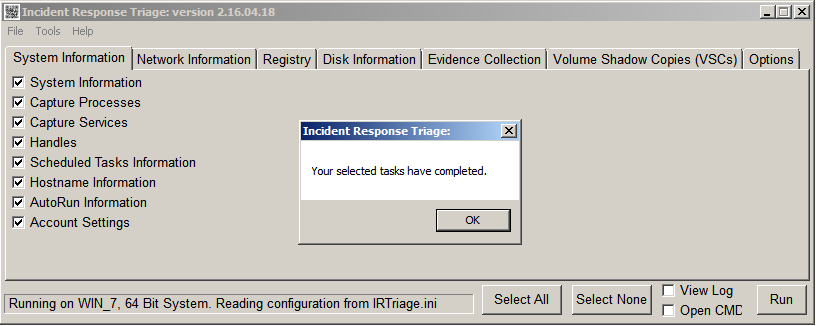 Incident Response Triage: version 2.16.04.18
File Tools Help
System Information Network Information Registry Disk Information Evidence Collection Volume Shadow Copies (VSCs) Options
System Information
Capture Processes
Capture Services
Handles
Scheduled Tasks Information
Hostname Information
AutoRun Information
Account Settings
Incident Response Triage:
Your selected tasks have completed.
OK
Running on WIN_7, 64 Bit System. Reading configuration from IRTriage.ini
Select All
Select None
View Log
Open CMD
Run